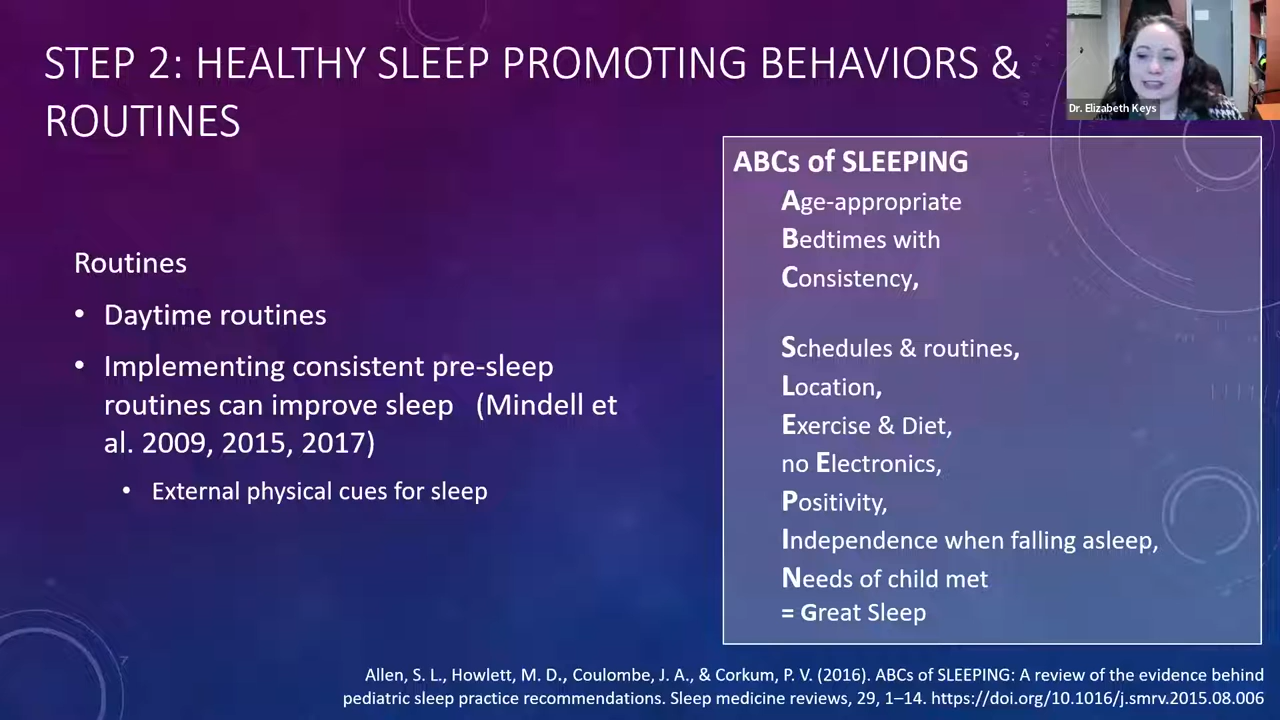 STEP 2: HEALTHY SLEEP PROMOTING BEHAVIORS &
ROUTINES
Dr. Elizabeth Keys
Routines
• Daytime routines
• Implementing consistent pre-sleep
routines can improve sleep (Mindell et
al. 2009, 2015, 2017)
• External physical cues for sleep
ABCs of SLEEPING
Age-appropriate
Bedtimes with
Consistency,
Schedules & routines,
Location,
Exercise & Diet,
no Electronics,
Positivity,
Independence when falling asleep,
Needs of child met
= Great Sleep
Allen, S. L., Howlett, M. D., Coulombe, J. A., & Corkum, P. V. (2016). ABCs of SLEEPING: A review of the evidence behind
pediatric sleep practice recommendations. Sleep medicine reviews, 29, 1–14. https://doi.org/10.1016/j.smrv.2015.08.006